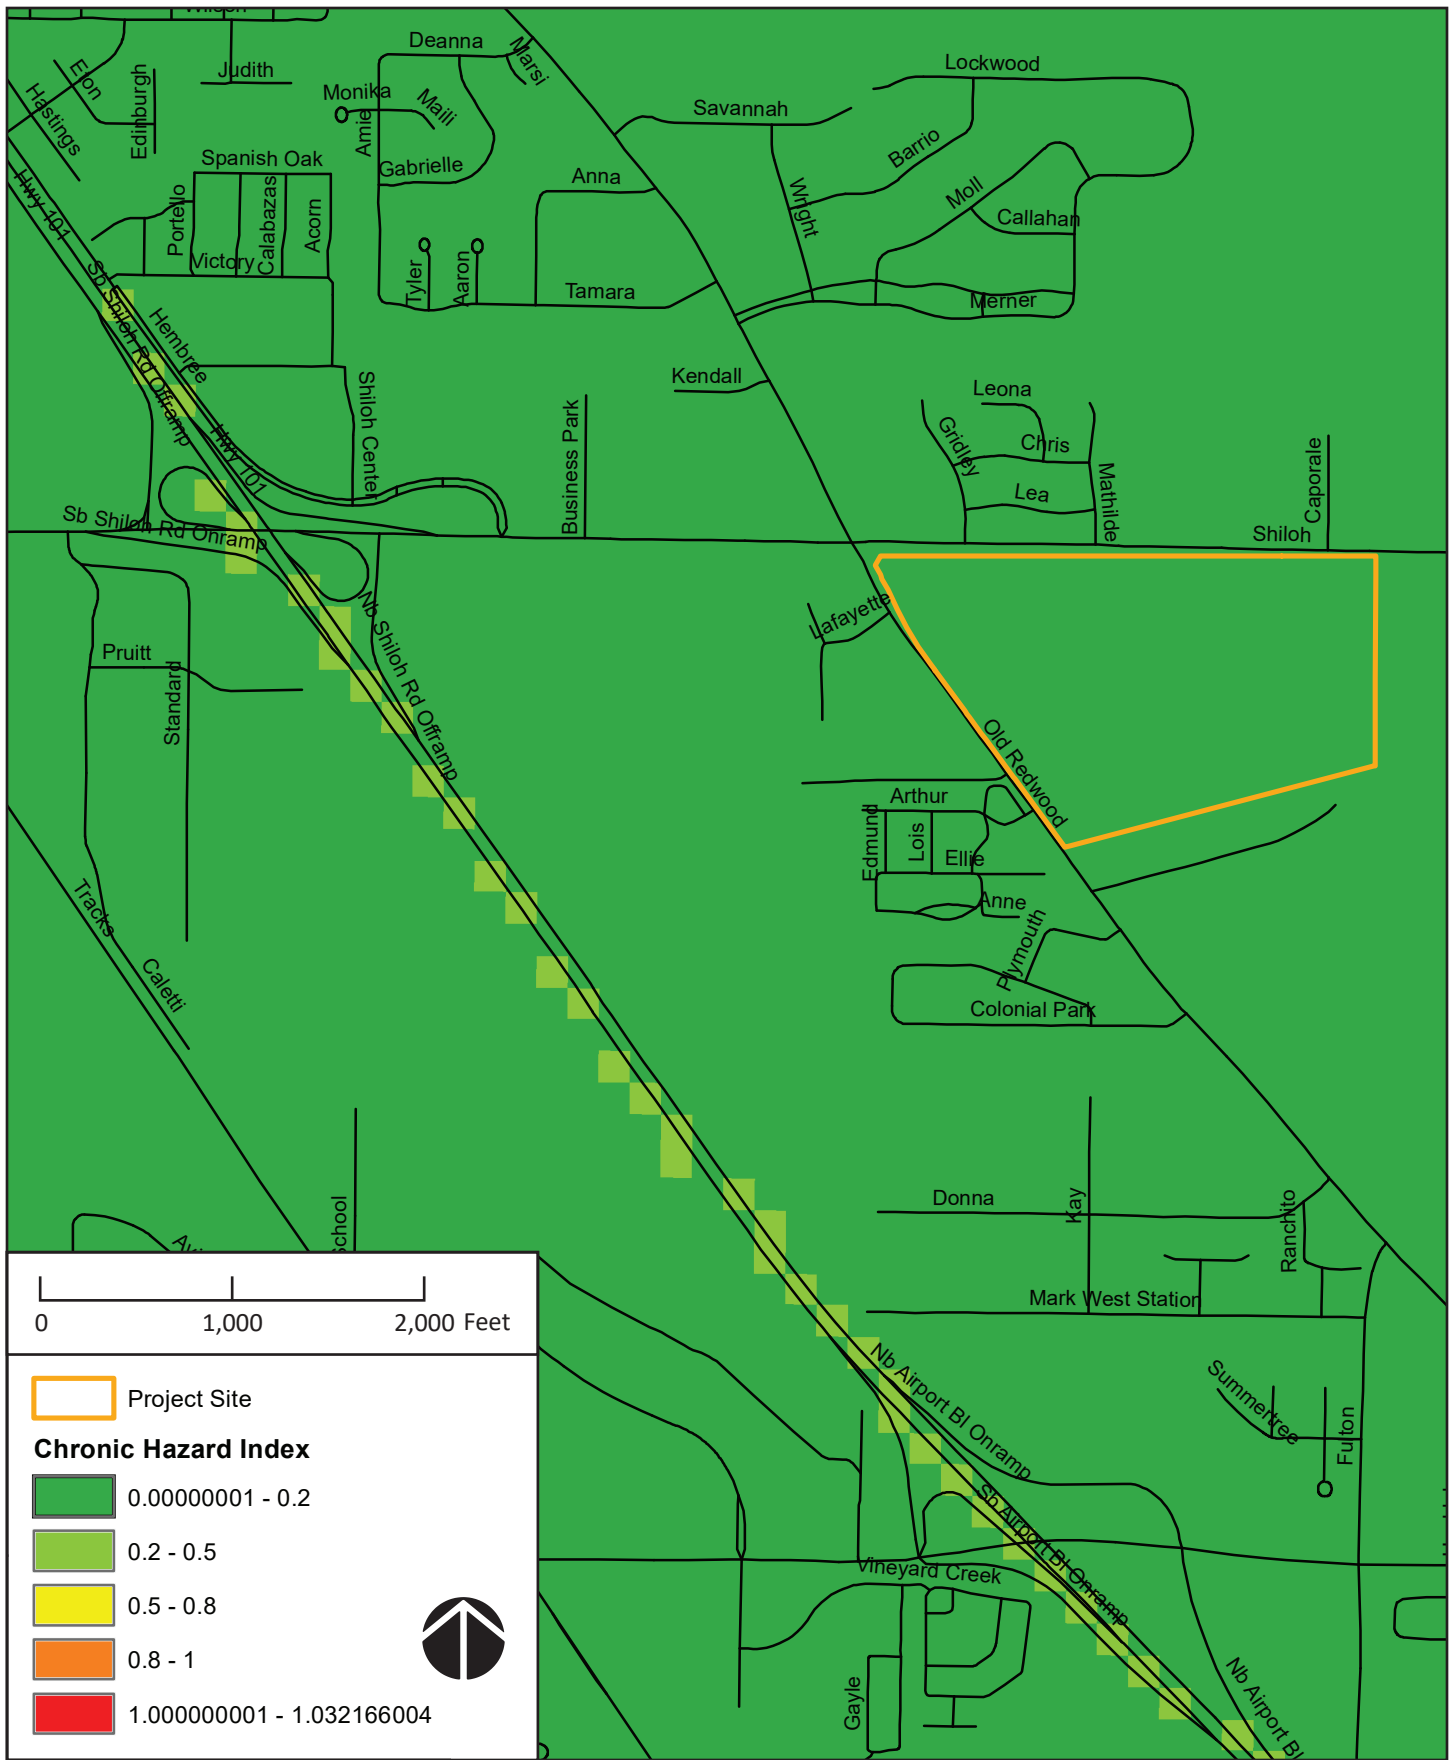 Wilson
Deanna
Marsi
Lockwood
Elon
Judith
Hastings
Edinburgh
Monika
Maili
Savannah
Amie
Barrio
Spanish Oak
Gabrielle
Anna
Hwy 101
Portello
Calabazas
Acorn
Wright
Moll
Callahan
Victory
Tyler
Aaron
Tamara
Merner
Sb Shiloh Rd Offramp
Hembree
Kendall
Shiloh Center
Leona
Business Park
Gridley
Chris
Hwy 101
Lea
Mathilde
Caporale
Sb Shiloh Rd Onramp
Shiloh
Nb Shiloh Rd Offramp
Lafayette
Pruitt
Standard
Old Redwood
Arthur
Edmund
Lois
Ellie
Anne
Tracks
Plymouth
Caletti
Colonial Park
Donna
Kay
Ranchito
Mark West Station
Nb Airport Bl Onramp
Summertree
Fulton
Sb Airport Bl Onramp
Vineyard Creek
Gayle
Nb Airport Bl
0 1,000 2,000 Feet
Project Site
Chronic Hazard Index
0.00000001 - 0.2
0.2 - 0.5
0.5 - 0.8
0.8 - 1
1.000000001 - 1.032166004